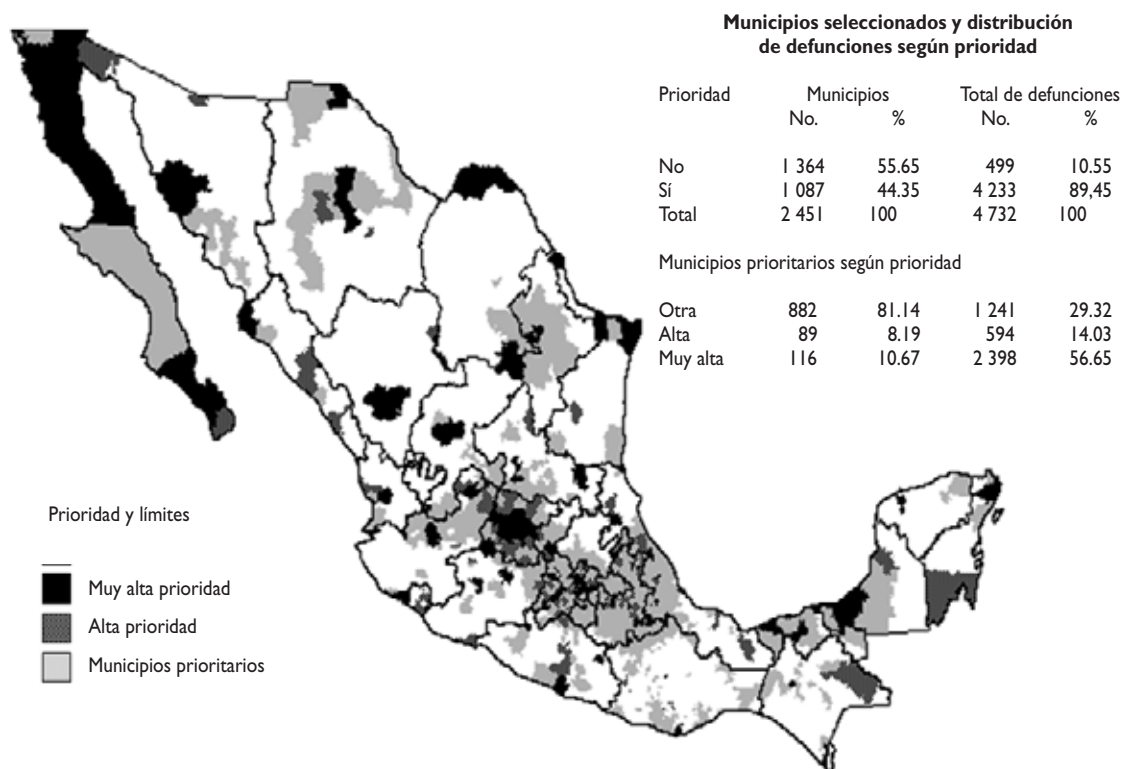 Municipios seleccionados y distribución
de defunciones según prioridad
Prioridad Municipios Total de defunciones
No. % No. %
No 1 364 55.65 499 10.55
Sí 1 087 44.35 4 233 89,45
Total 2 451 100 4 732 100
Municipios prioritarios según prioridad
Otra 882 81.14 1 241 29.32
Alta 89 8.19 594 14.03
Muy alta 116 10.67 2 398 56.65
Prioridad y límites
Muy alta prioridad
Alta prioridad
Municipios prioritarios